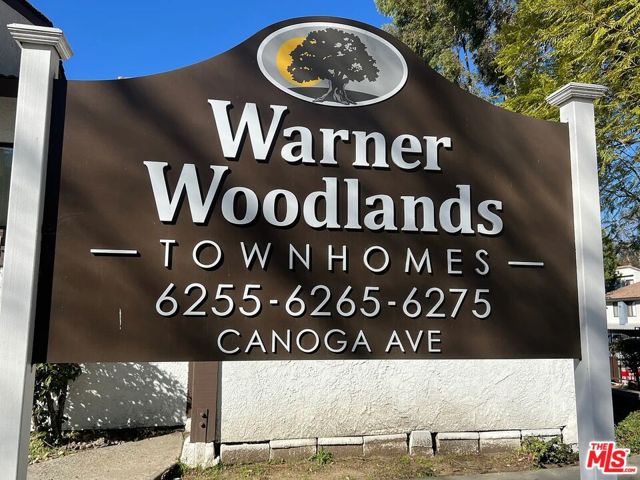 Warner
Woodlands
TOWNHOMES
6255-6265-6275
CANOGA AVE
THE
MLS